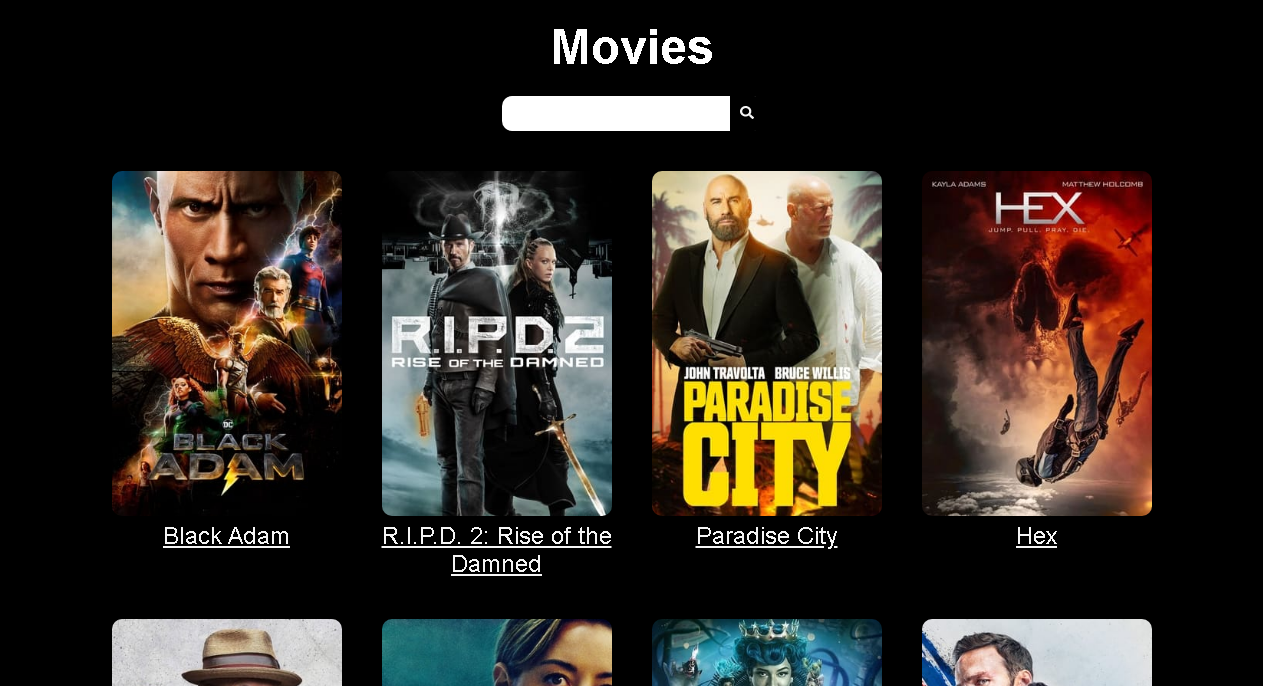 Movies
DC
BLACK
ADAM
R.I.P.D.2
RISE OF THE DAMNED
JOHN TRAVOLTA BRUCE WILLIS
PARADISE
CITY
KAYLA ADAMS MATTHEW HOLCOMB
HEX
JUMP. PULL. PRAY. DIE.
Black Adam
R.I.P.D. 2: Rise of the
Damned
Paradise City
Hex